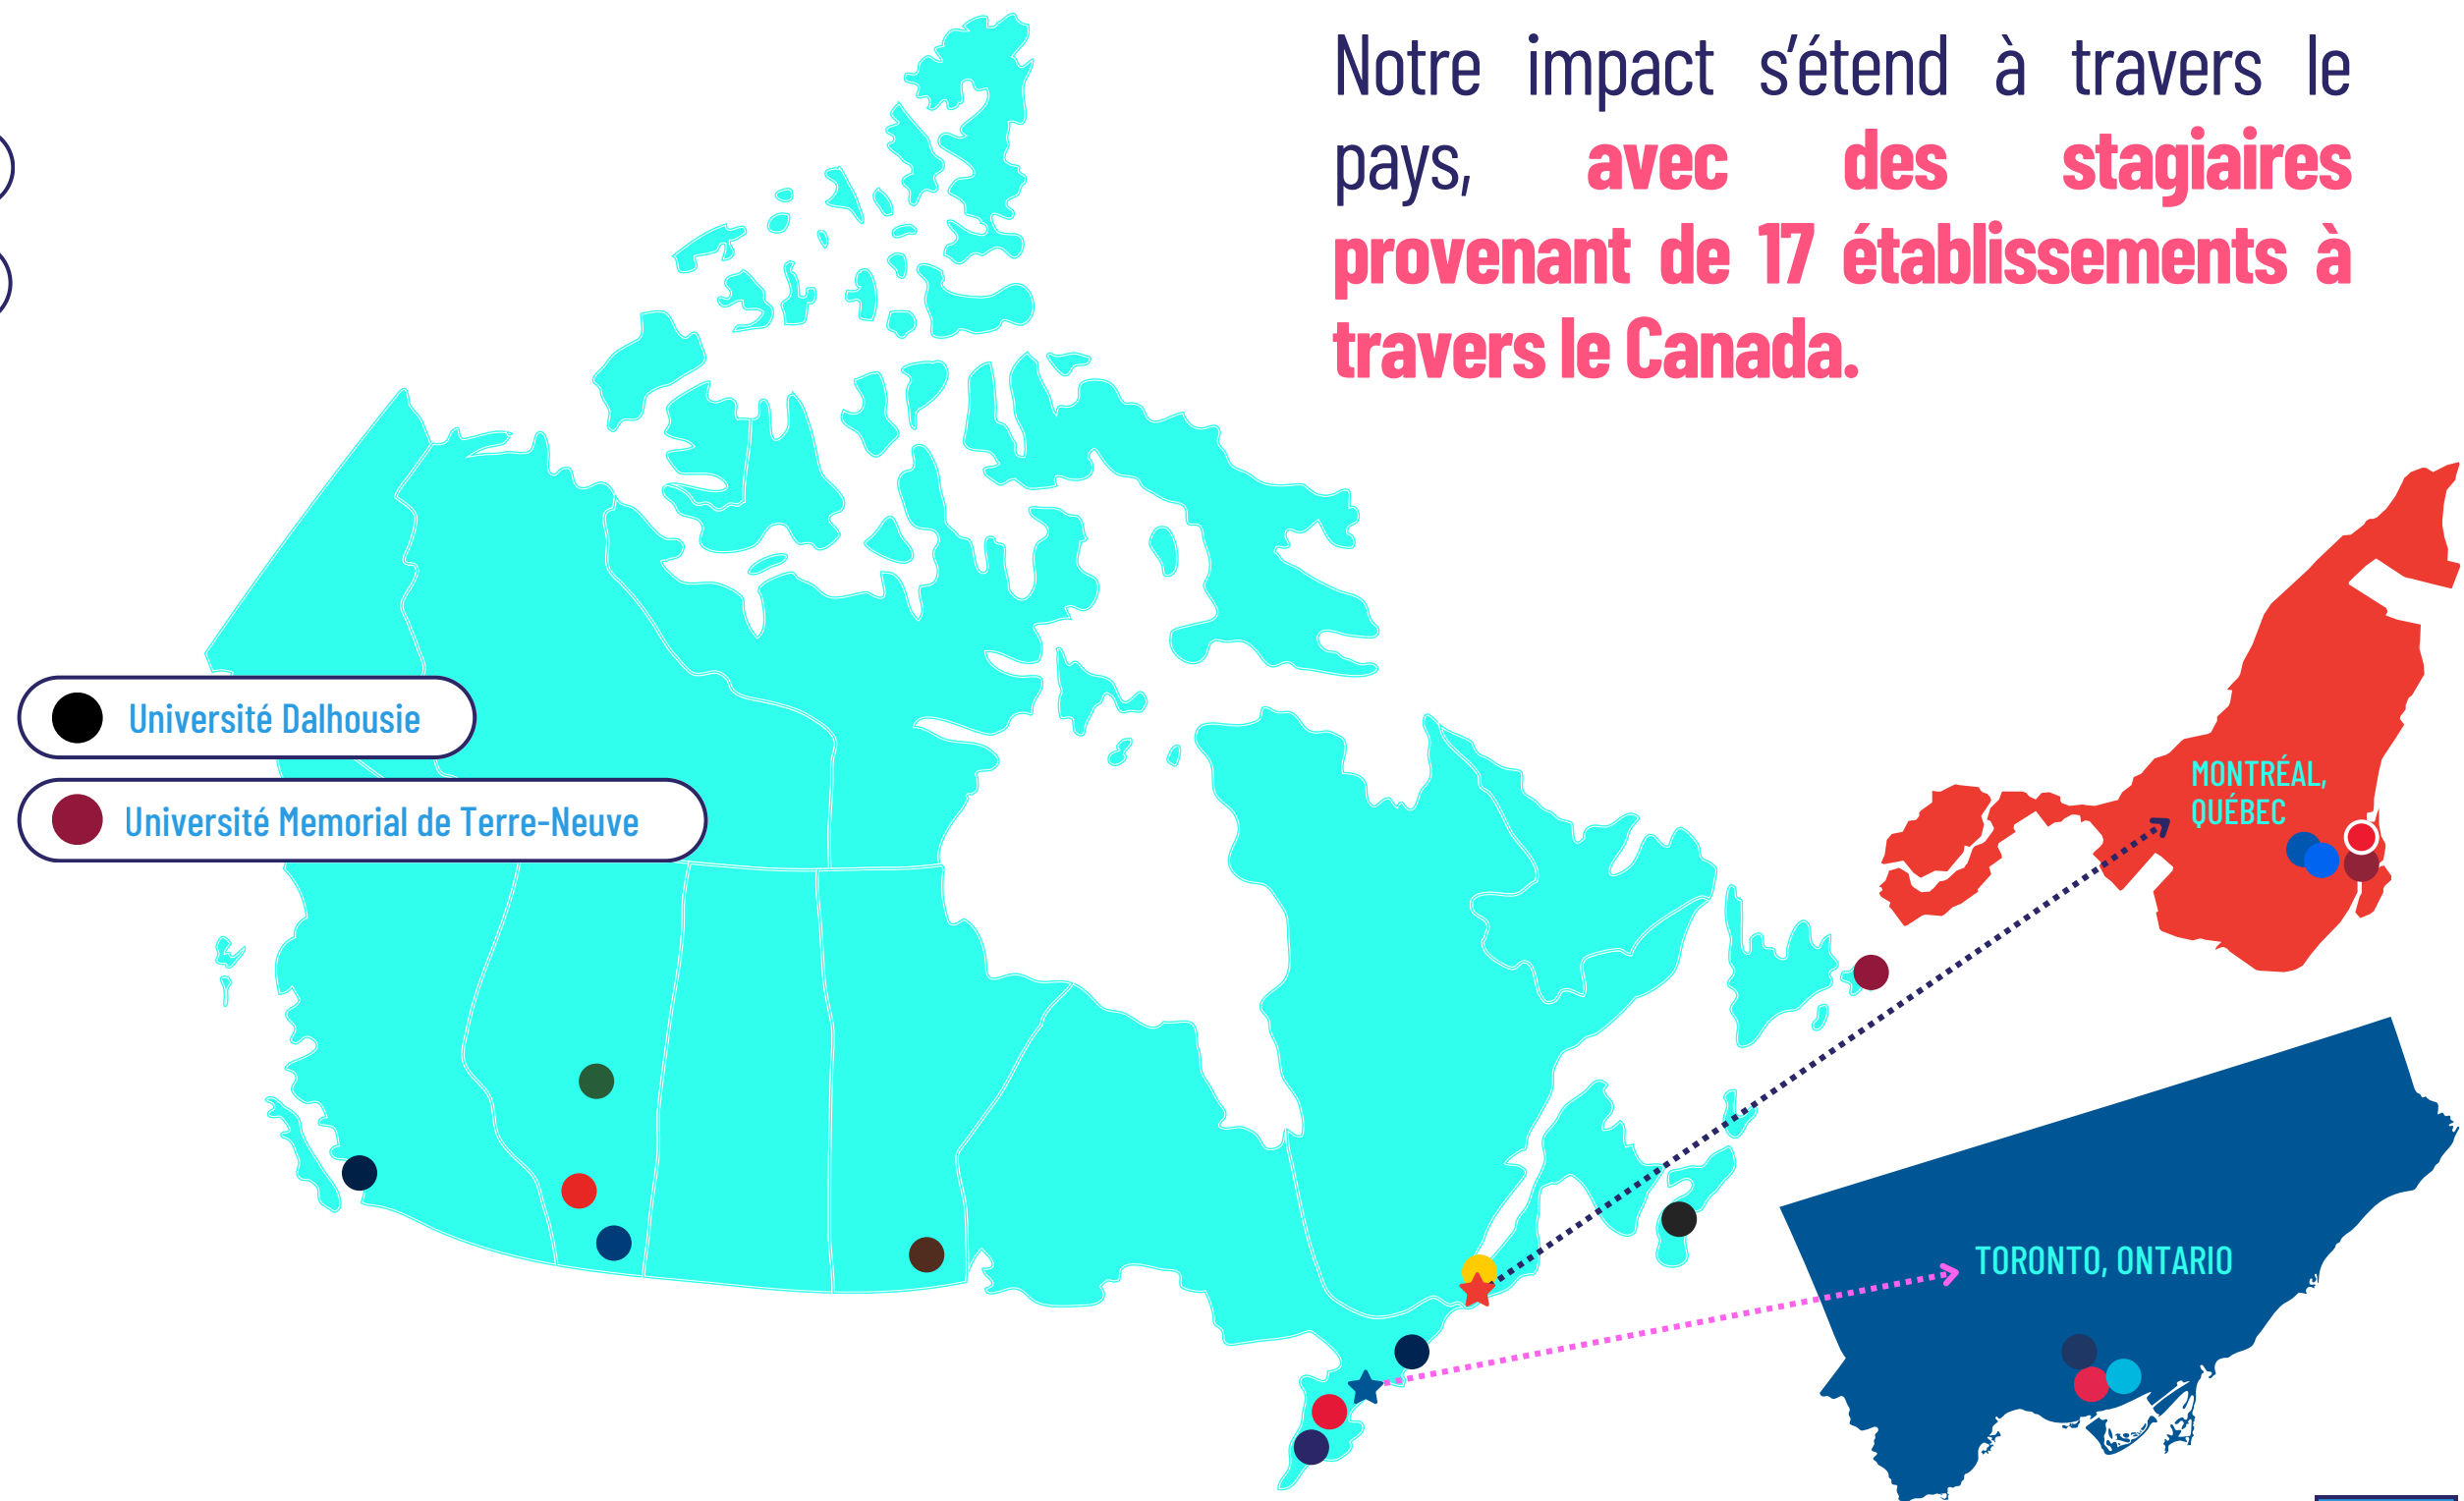 Notre impact s'étend à travers le
pays, avec des stagiaires
provenant de 17 établissements à
travers le Canada.
Université Dalhousie
Université Memorial de Terre-Neuve
MONTRÉAL,
QUÉBEC
TORONTO, ONTARIO